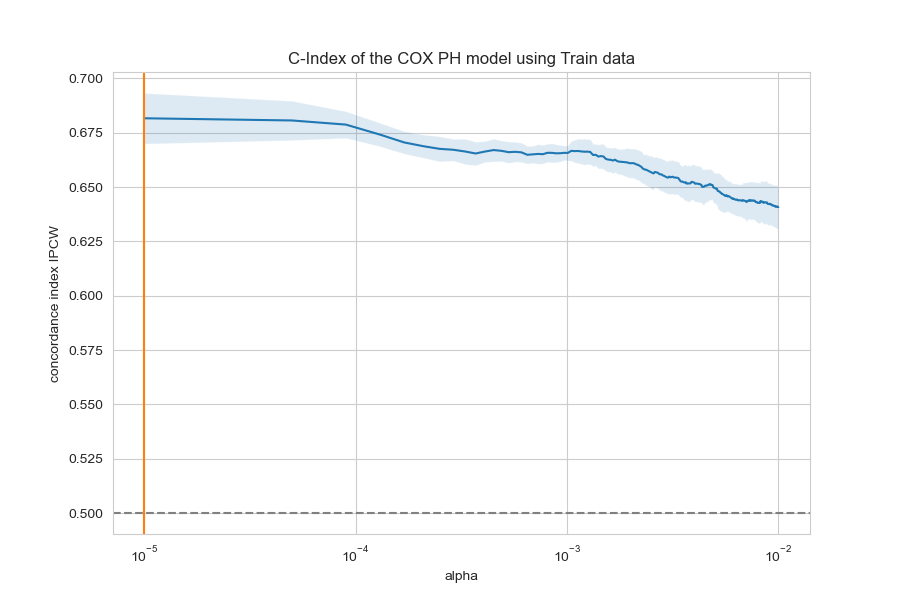 C-Index of the COX PH model using Train data
concordance index IPCW
0.700
0.675
0.650
0.625
0.600
0.575
0.550
0.525
0.500
10⁻⁵ 10⁻⁴ 10⁻³ 10⁻²
alpha